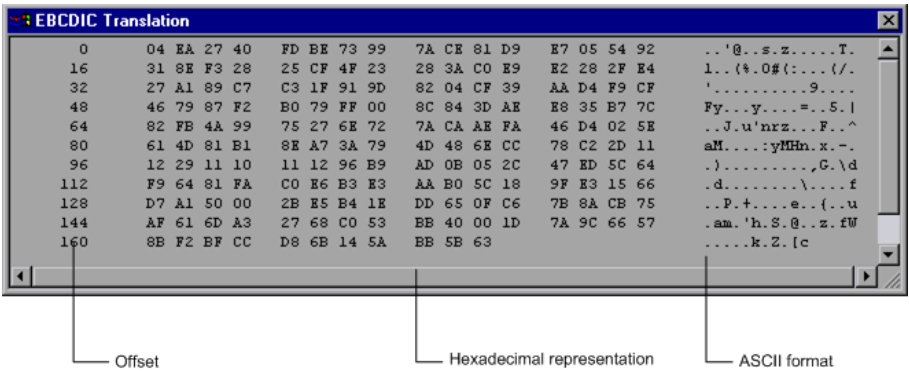 EBCDIC Translation
0 04 EA 27 40 FD BE 73 99 7A CE 81 D9 E7 05 54 92 ..'@..s.z.....T.
16 31 8E F3 28 25 CF 4F 23 28 3A C0 E9 E2 28 2F E4 1..(%.O#(:...(/.
32 27 A1 89 C7 C3 1F 91 9D 82 04 CF 39 AA D4 F9 CF '..........9....
48 46 79 87 F2 B0 79 FF 00 8C 84 3D AE E8 35 B7 7C Fy...y....=..5.|
64 82 FB 4A 99 75 27 6E 72 7A CA AE FA 46 D4 02 5E ..J.u'nrz...F..^
80 61 4D 81 B1 8E A7 3A 79 4D 48 6E CC 78 C2 2D 11 aM....:yMHn.x.-.
96 12 29 11 10 11 12 96 B9 AD 0B 05 2C 47 ED 5C 64 .).........,G.\d
112 F9 64 81 FA C0 E6 B3 E3 AA B0 5C 18 9F E3 15 66 .d........\....f
128 D7 A1 50 00 2B E5 B4 1E DD 65 0F C6 7B 8A CB 75 ..P.+....e..{..u
144 AF 61 6D A3 27 68 C0 53 BB 40 00 1D 7A 9C 66 57 .am.'h.S.@..z.fW
160 8B F2 BF CC D8 6B 14 5A BB 5B 63 .....k.Z.[c
Offset Hexadecimal representation ASCII format